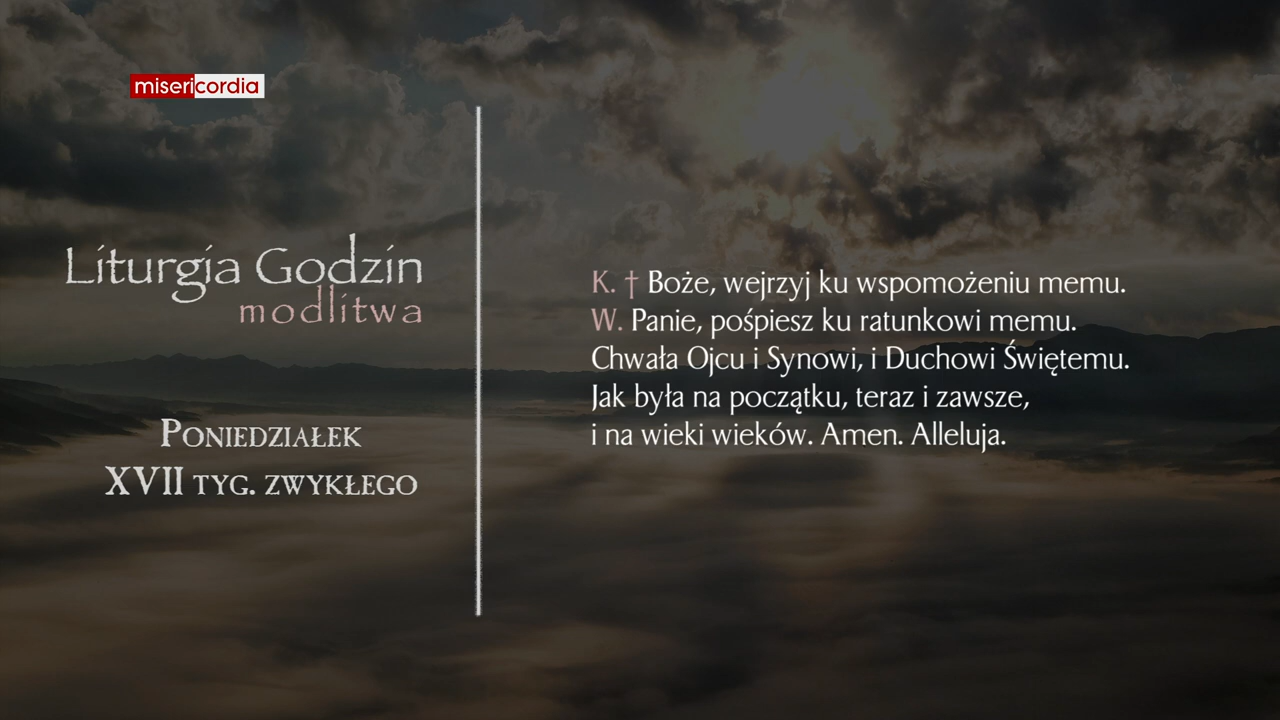 misericordia
Liturgia Godzin
modlitwa
Poniedziałek
XVII tyg. zwykłego
K. † Boże, wejrzyj ku wspomożeniu memu.
W. Panie, pośpiesz ku ratunkowi memu.
Chwała Ojcu i Synowi, i Duchowi Świętemu.
Jak była na początku, teraz i zawsze,
i na wieki wieków. Amen. Alleluja.